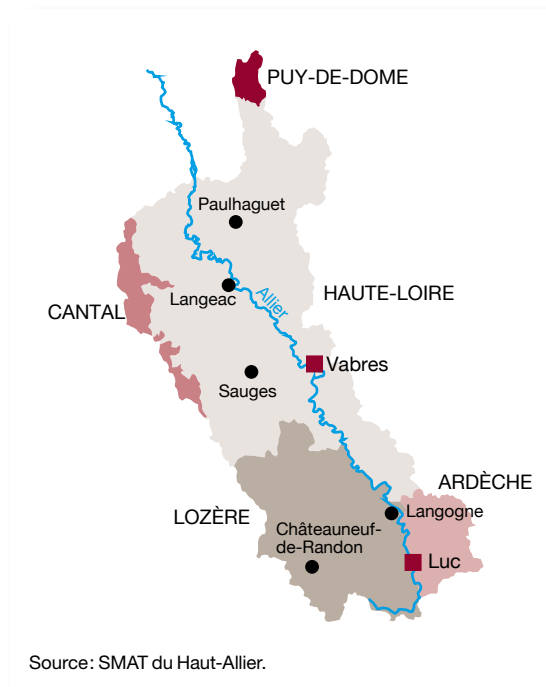 PUY-DE-DOME
Paulhaguet
HAUTE-LOIRE
Langeac
Allier
CANTAL
Vabres
Sauges
ARDÈCHE
LOZÈRE
Langogne
Châteauneuf-
de-Randon
Luc
Source: SMAT du Haut-Allier.